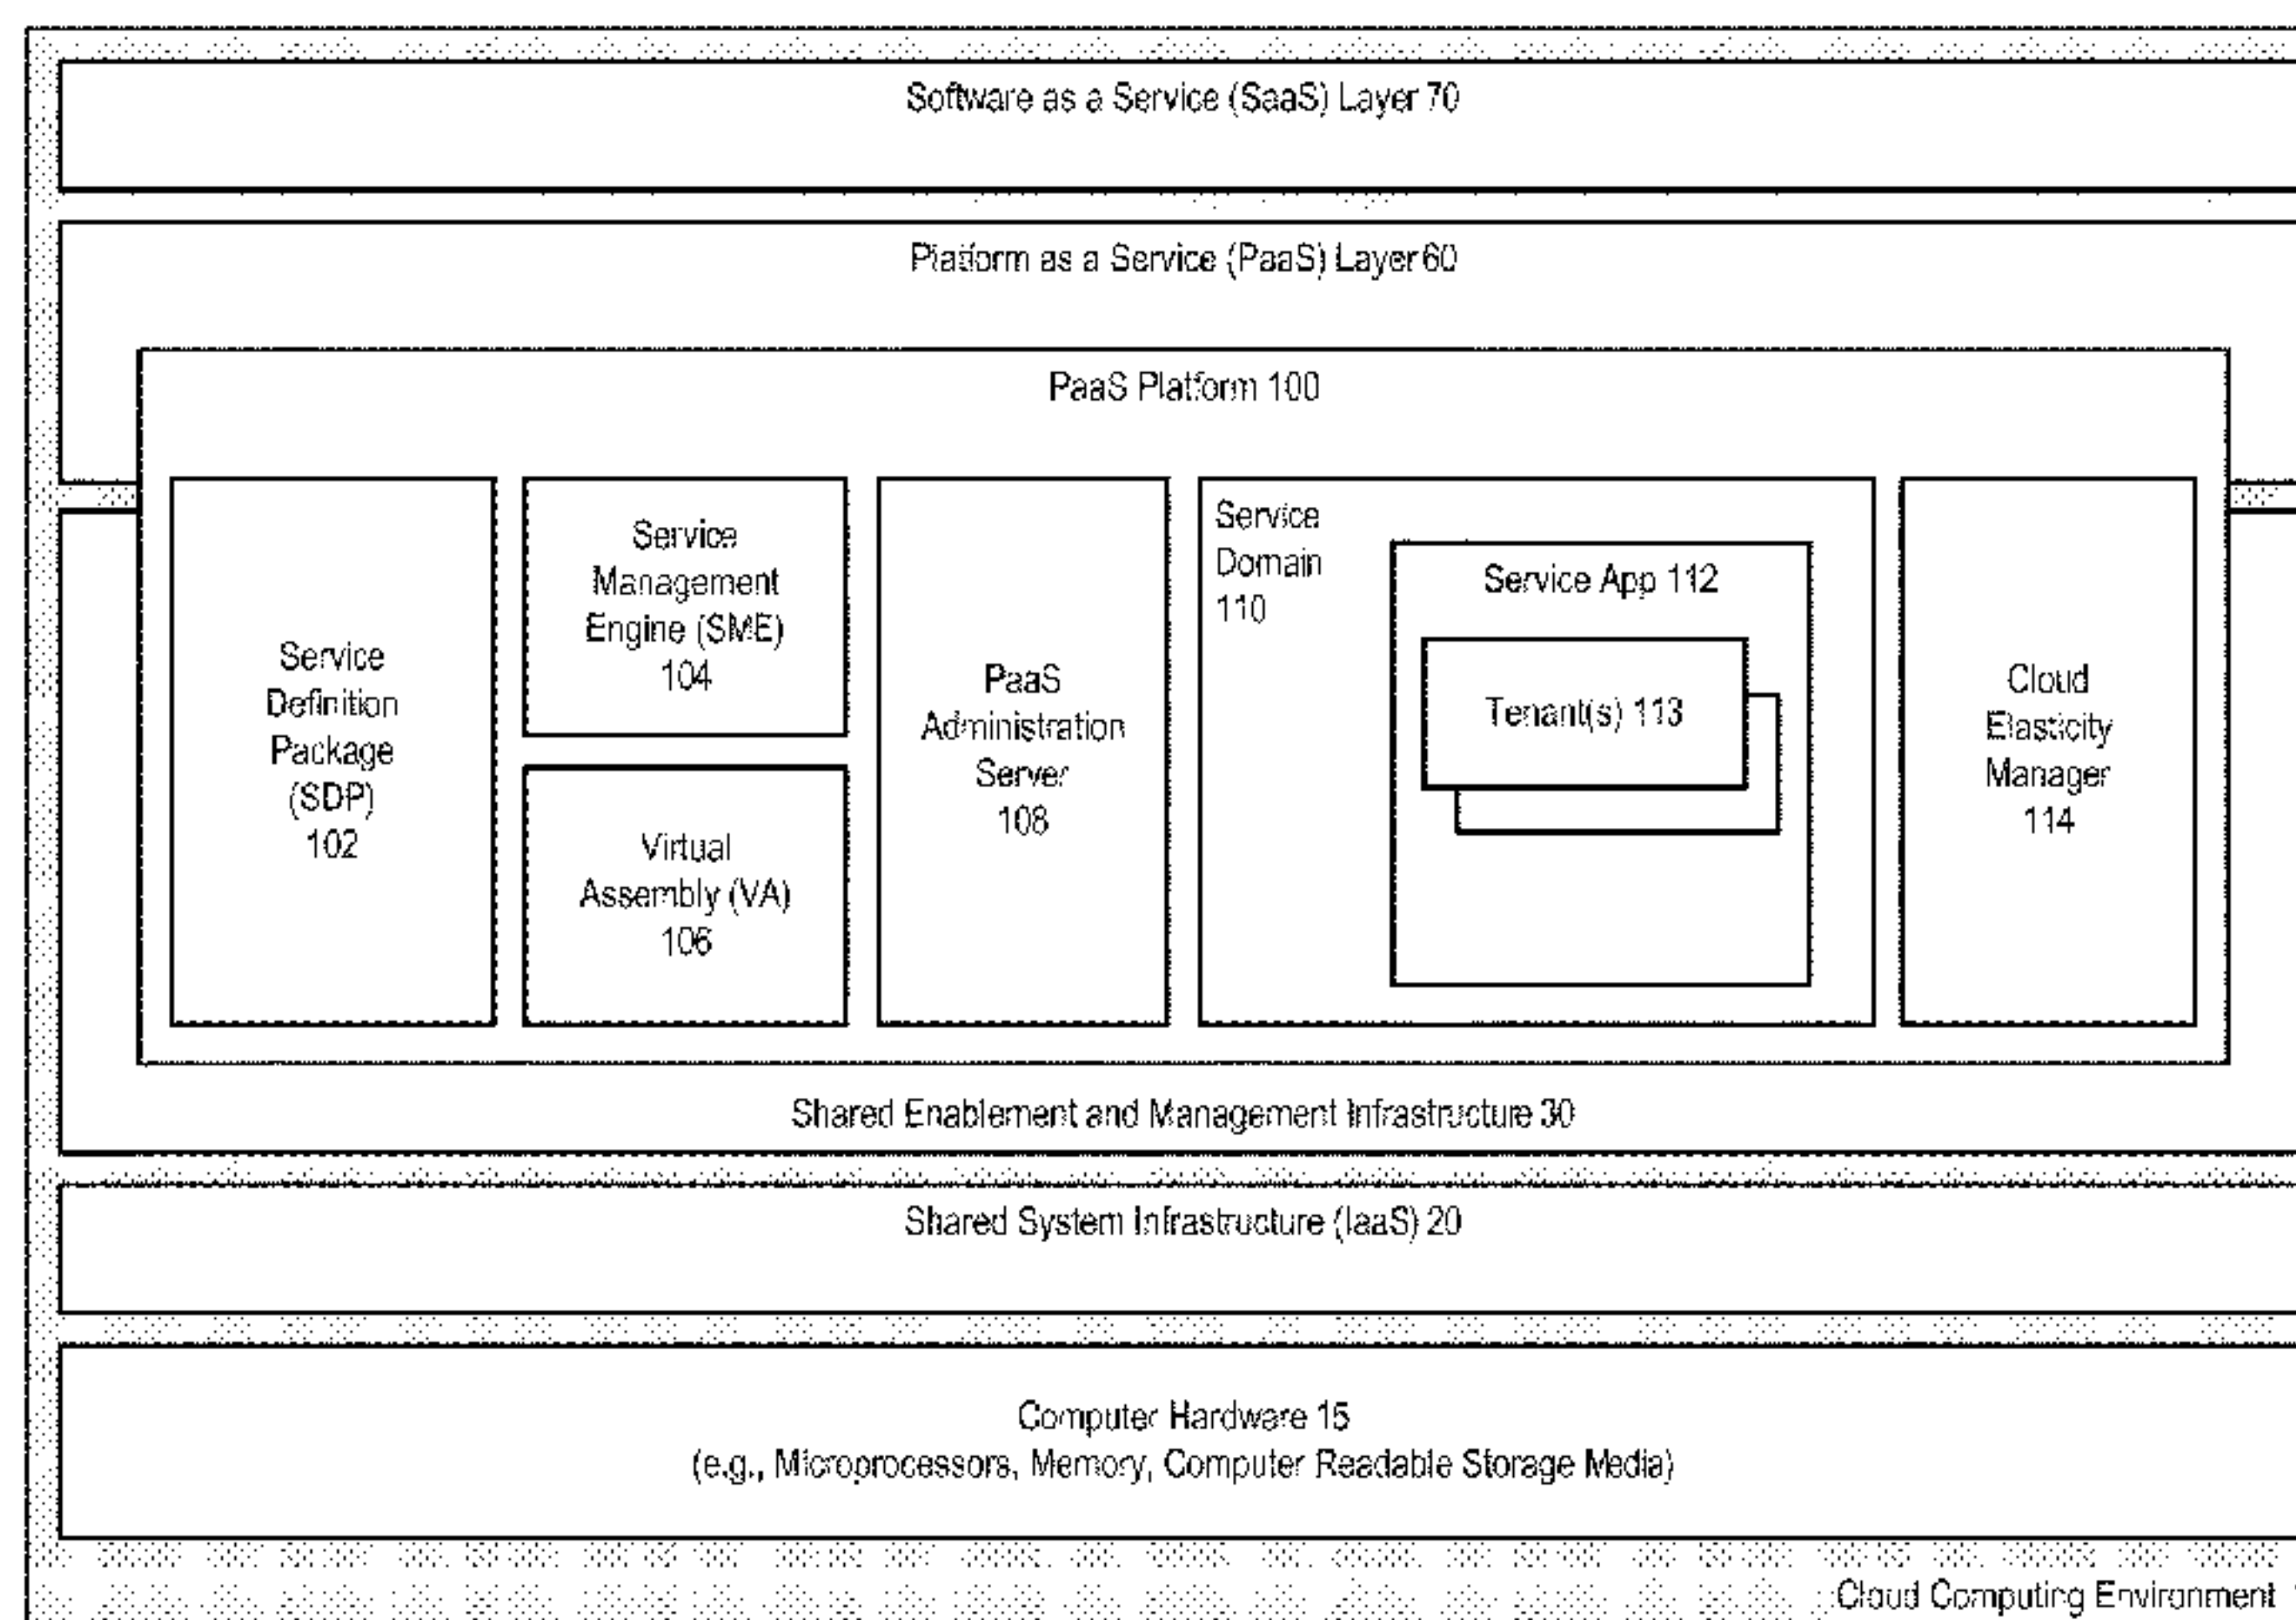 Software as a Service (SaaS) Layer 70
Platform as a Service (PaaS) Layer 60
PaaS Platform 100
Service
Definition
Package
(SDP)
102
Service
Management
Engine (SME)
104
Virtual
Assembly (VA)
106
PaaS
Administration
Server
108
Service
Domain
110
Service App 112
Tenant(s) 113
Cloud
Elasticity
Manager
114
Shared Enablement and Management Infrastructure 30
Shared System Infrastructure (IaaS) 20
Computer Hardware 15
(e.g., Microprocessors, Memory, Computer Readable Storage Media)
Cloud Computing Environment